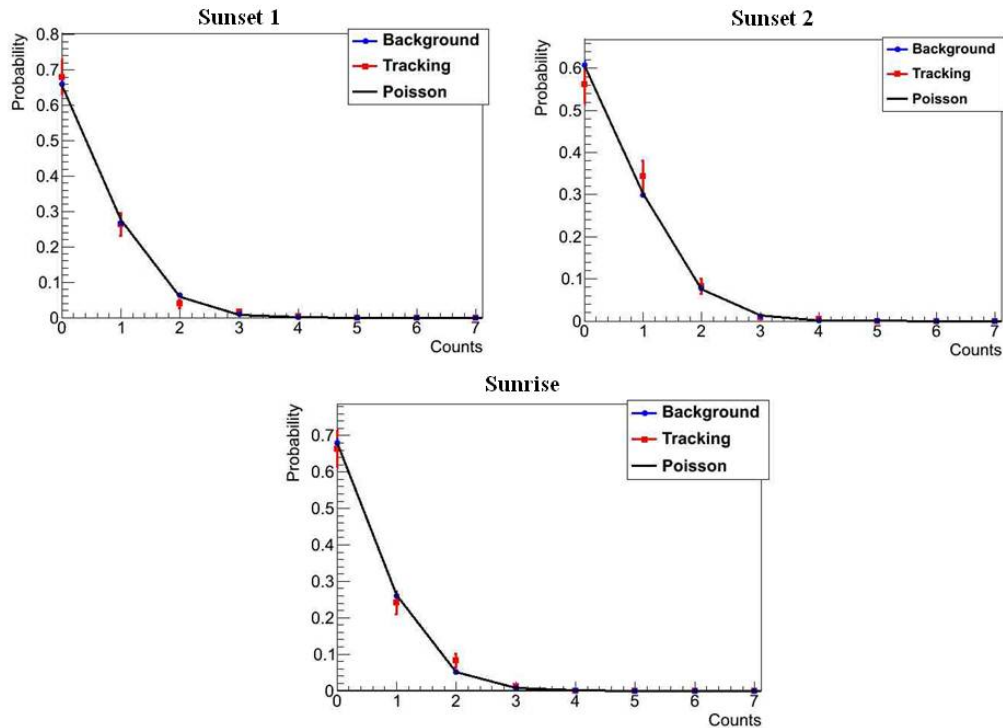 Sunset 1
Probability
0.8
0.7
0.6
0.5
0.4
0.3
0.2
0.1
0
0 1 2 3 4 5 6 7
Counts
Background
Tracking
Poisson
Sunset 2
Probability
0.6
0.5
0.4
0.3
0.2
0.1
0
0 1 2 3 4 5 6 7
Counts
Background
Tracking
Poisson
Sunrise
Probability
0.7
0.6
0.5
0.4
0.3
0.2
0.1
0
0 1 2 3 4 5 6 7
Counts
Background
Tracking
Poisson